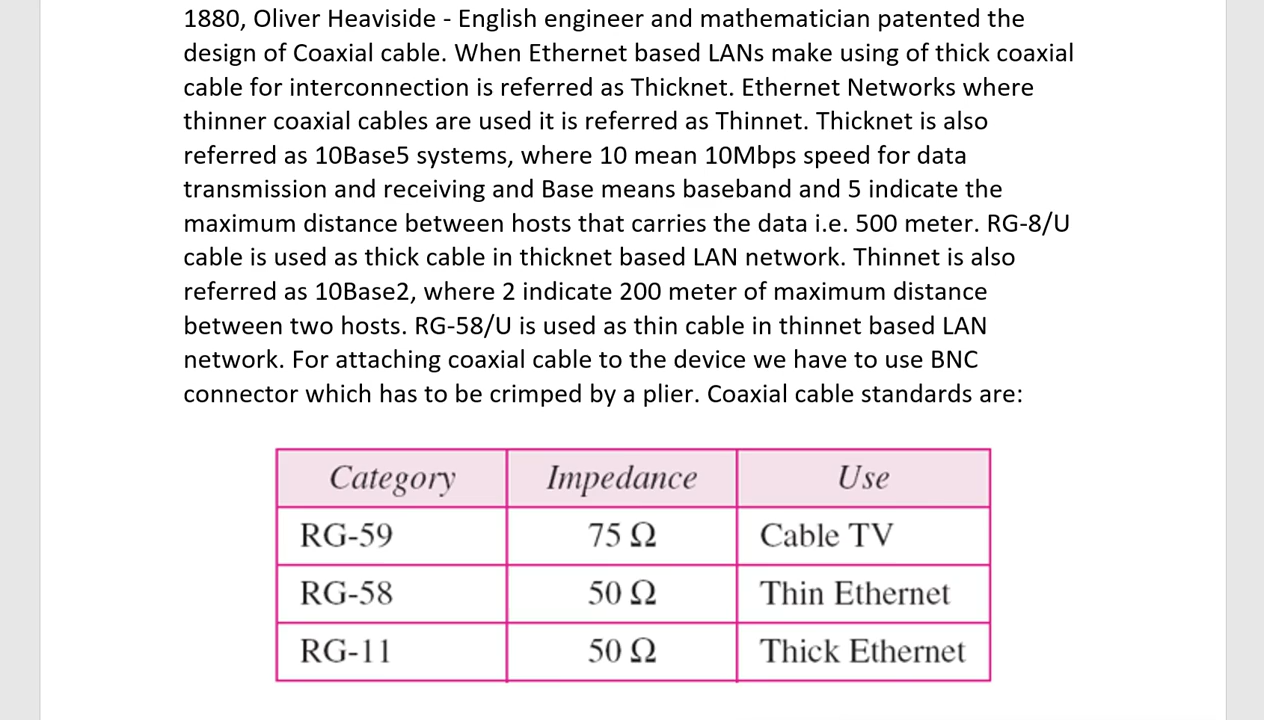 1880, Oliver Heaviside - English engineer and mathematician patented the
design of Coaxial cable. When Ethernet based LANs make using of thick coaxial
cable for interconnection is referred as Thicknet. Ethernet Networks where
thinner coaxial cables are used it is referred as Thinnet. Thicknet is also
referred as 10Base5 systems, where 10 mean 10Mbps speed for data
transmission and receiving and Base means baseband and 5 indicate the
maximum distance between hosts that carries the data i.e. 500 meter. RG-8/U
cable is used as thick cable in thicknet based LAN network. Thinnet is also
referred as 10Base2, where 2 indicate 200 meter of maximum distance
between two hosts. RG-58/U is used as thin cable in thinnet based LAN
network. For attaching coaxial cable to the device we have to use BNC
connector which has to be crimped by a plier. Coaxial cable standards are:
Category Impedance Use
RG-59 75 Ω Cable TV
RG-58 50 Ω Thin Ethernet
RG-11 50 Ω Thick Ethernet